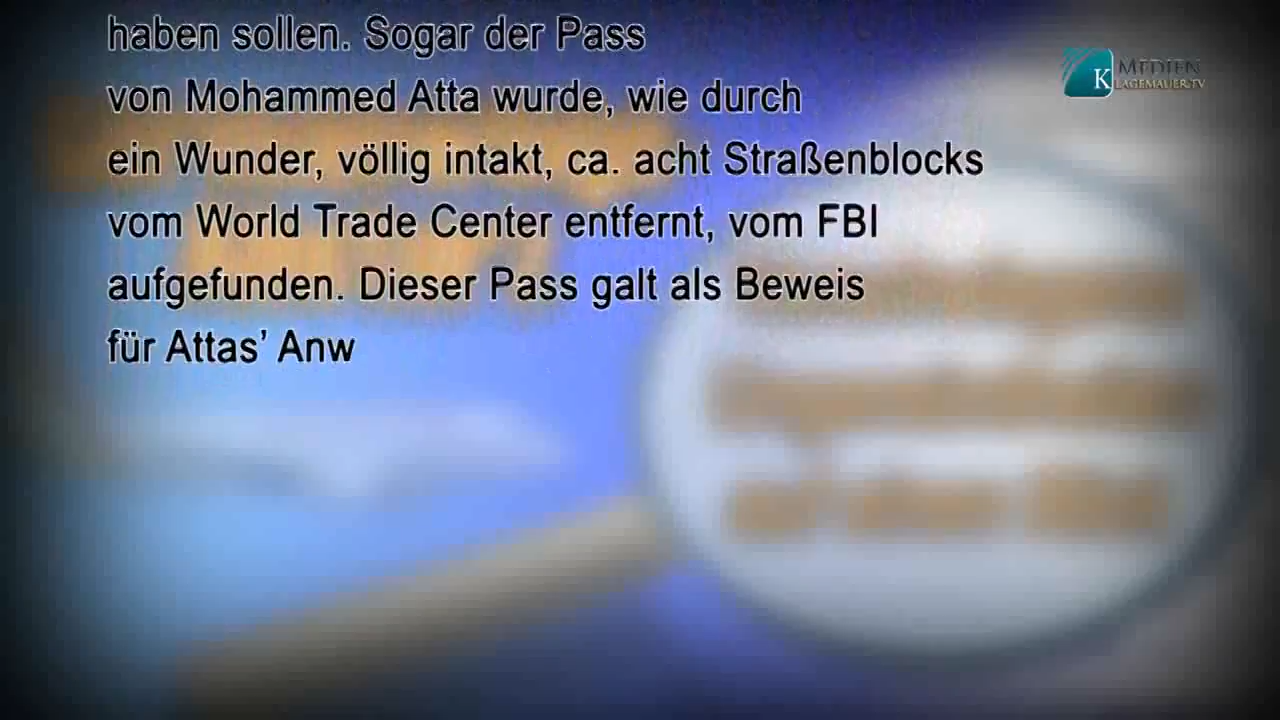 haben sollen. Sogar der Pass
von Mohammed Atta wurde, wie durch
ein Wunder, völlig intakt, ca. acht Straßenblocks
vom World Trade Center entfernt, vom FBI
aufgefunden. Dieser Pass galt als Beweis
für Attas’ Anw
K MEDIEN
KLAGEMAUER.TV